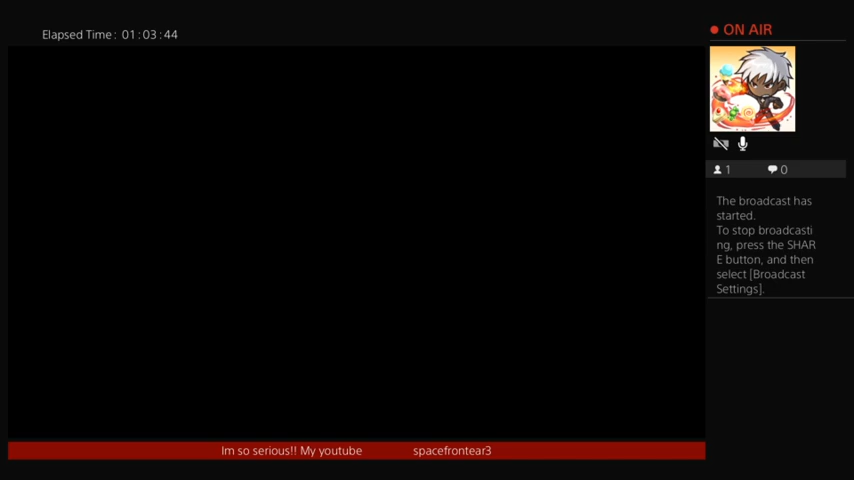 Elapsed Time: 01:03:44
ON AIR
1 0
The broadcast has
started.
To stop broadcasti
ng, press the SHAR
E button, and then
select [Broadcast
Settings].
Im so serious!! My youtube spacefrontear3